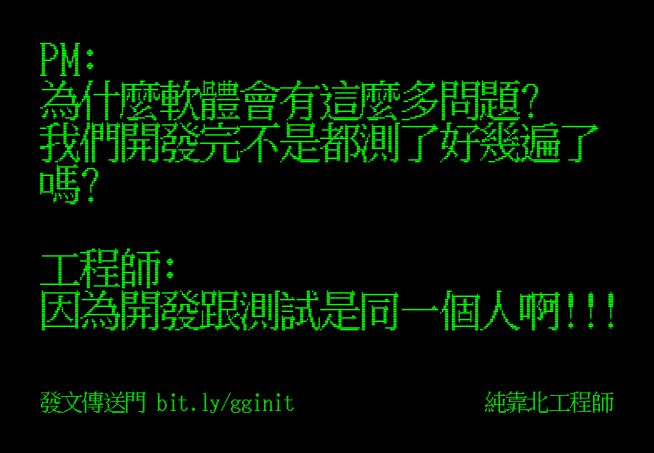 PM:
為什麼軟體會有這麼多問題?
我們開發完不是都測了好幾遍了
嗎?
工程師:
因為開發跟測試是同一個人啊!!!
發文傳送門 bit.ly/gginit
純靠北工程師